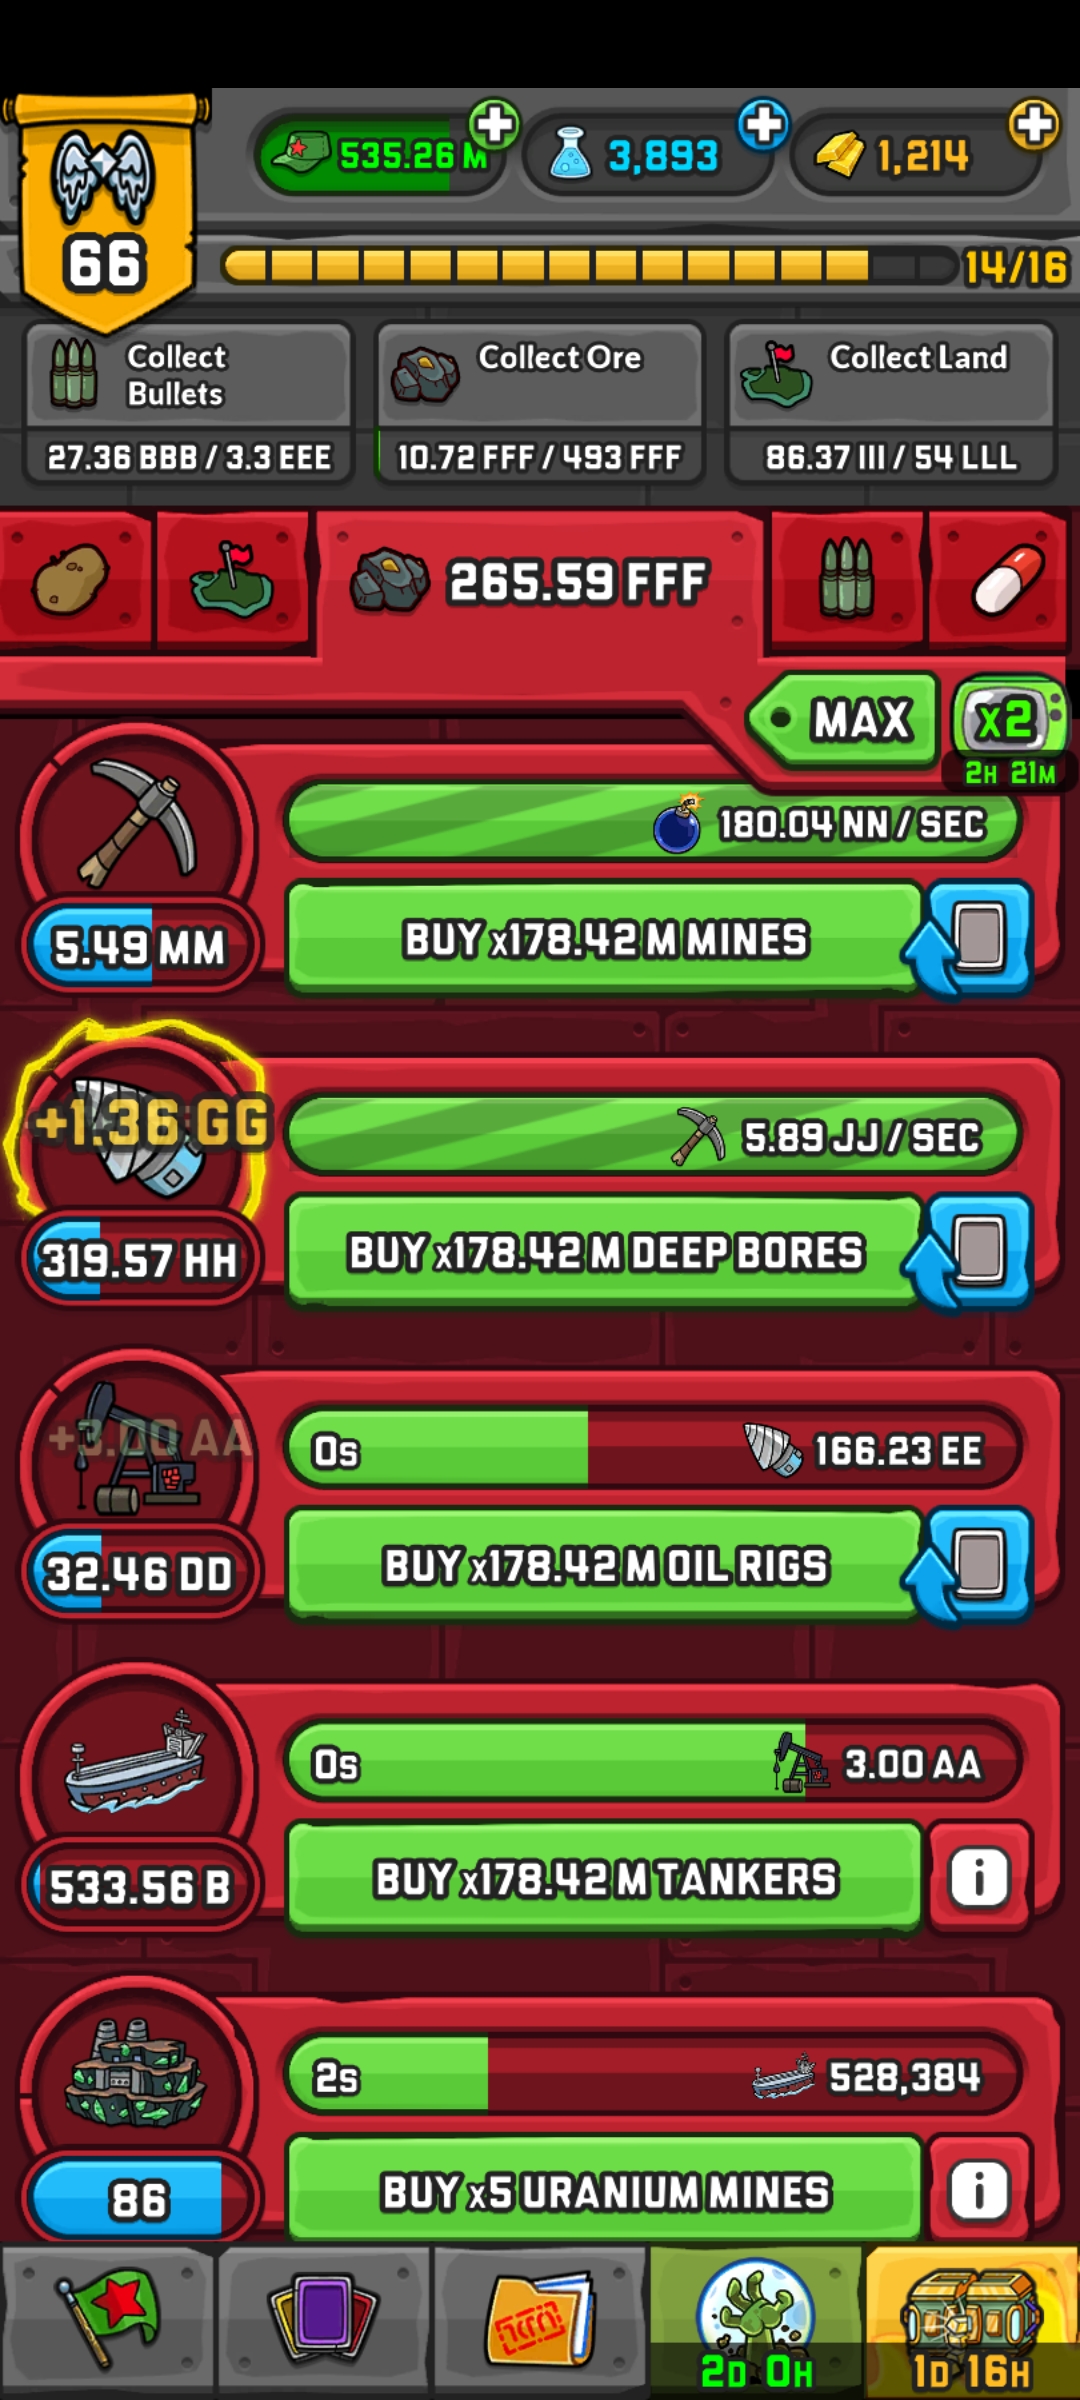 535.26 M
3,893
1,214
66
14/16
Collect
Bullets
Collect Ore
Collect Land
27.36 BBB / 3.3 EEE
10.72 FFF / 493 FFF
86.37 III / 54 LLL
265.59 FFF
MAX
x2
2H 21M
180.04 NN / SEC
5.49 MM
BUY x178.42 M MINES
+1.36 GG
5.89 JJ / SEC
319.57 HH
BUY x178.42 M DEEP BORES
+3.00 AA
0s
166.23 EE
32.46 DD
BUY x178.42 M OIL RIGS
0s
3.00 AA
533.56 B
BUY x178.42 M TANKERS
i
2s
528,384
86
BUY x5 URANIUM MINES
i
2D 0H
1D 16H